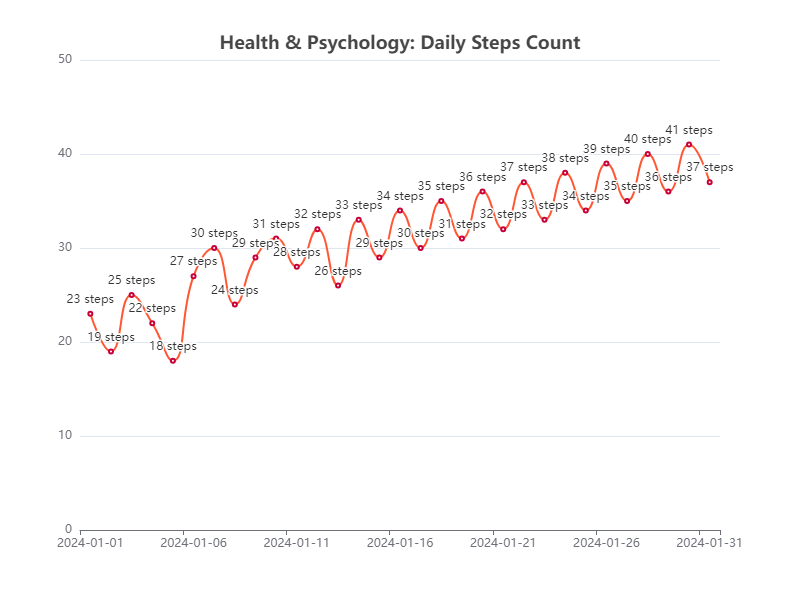 Health & Psychology: Daily Steps Count
50
40
30
20
10
0
23 steps
19 steps
25 steps
22 steps
18 steps
27 steps
30 steps
24 steps
29 steps
31 steps
28 steps
32 steps
26 steps
33 steps
29 steps
34 steps
30 steps
35 steps
31 steps
36 steps
32 steps
37 steps
33 steps
38 steps
34 steps
39 steps
35 steps
40 steps
36 steps
41 steps
37 steps
2024-01-01
2024-01-06
2024-01-11
2024-01-16
2024-01-21
2024-01-26
2024-01-31